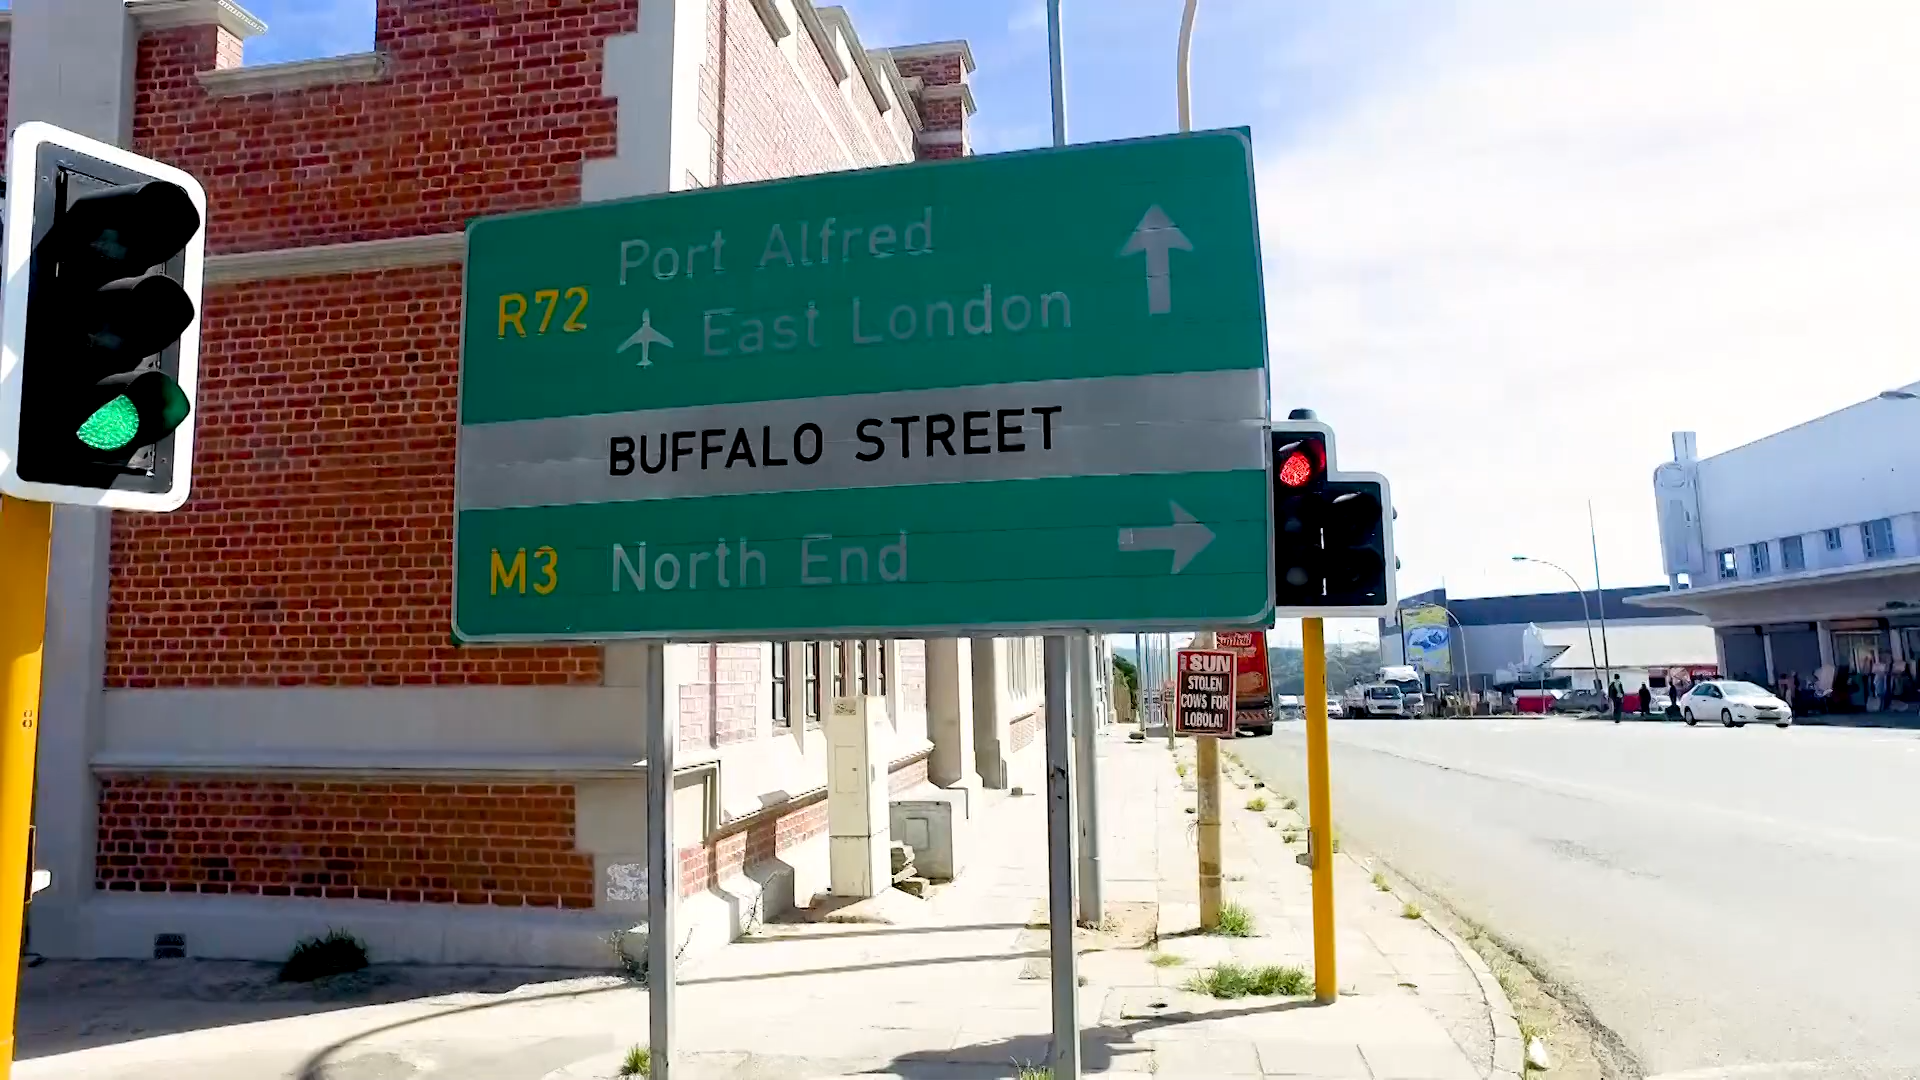 Port Alfred
R72
East London
BUFFALO STREET
M3 North End
SUN
STOLEN
COWS FOR
LOBOLA!